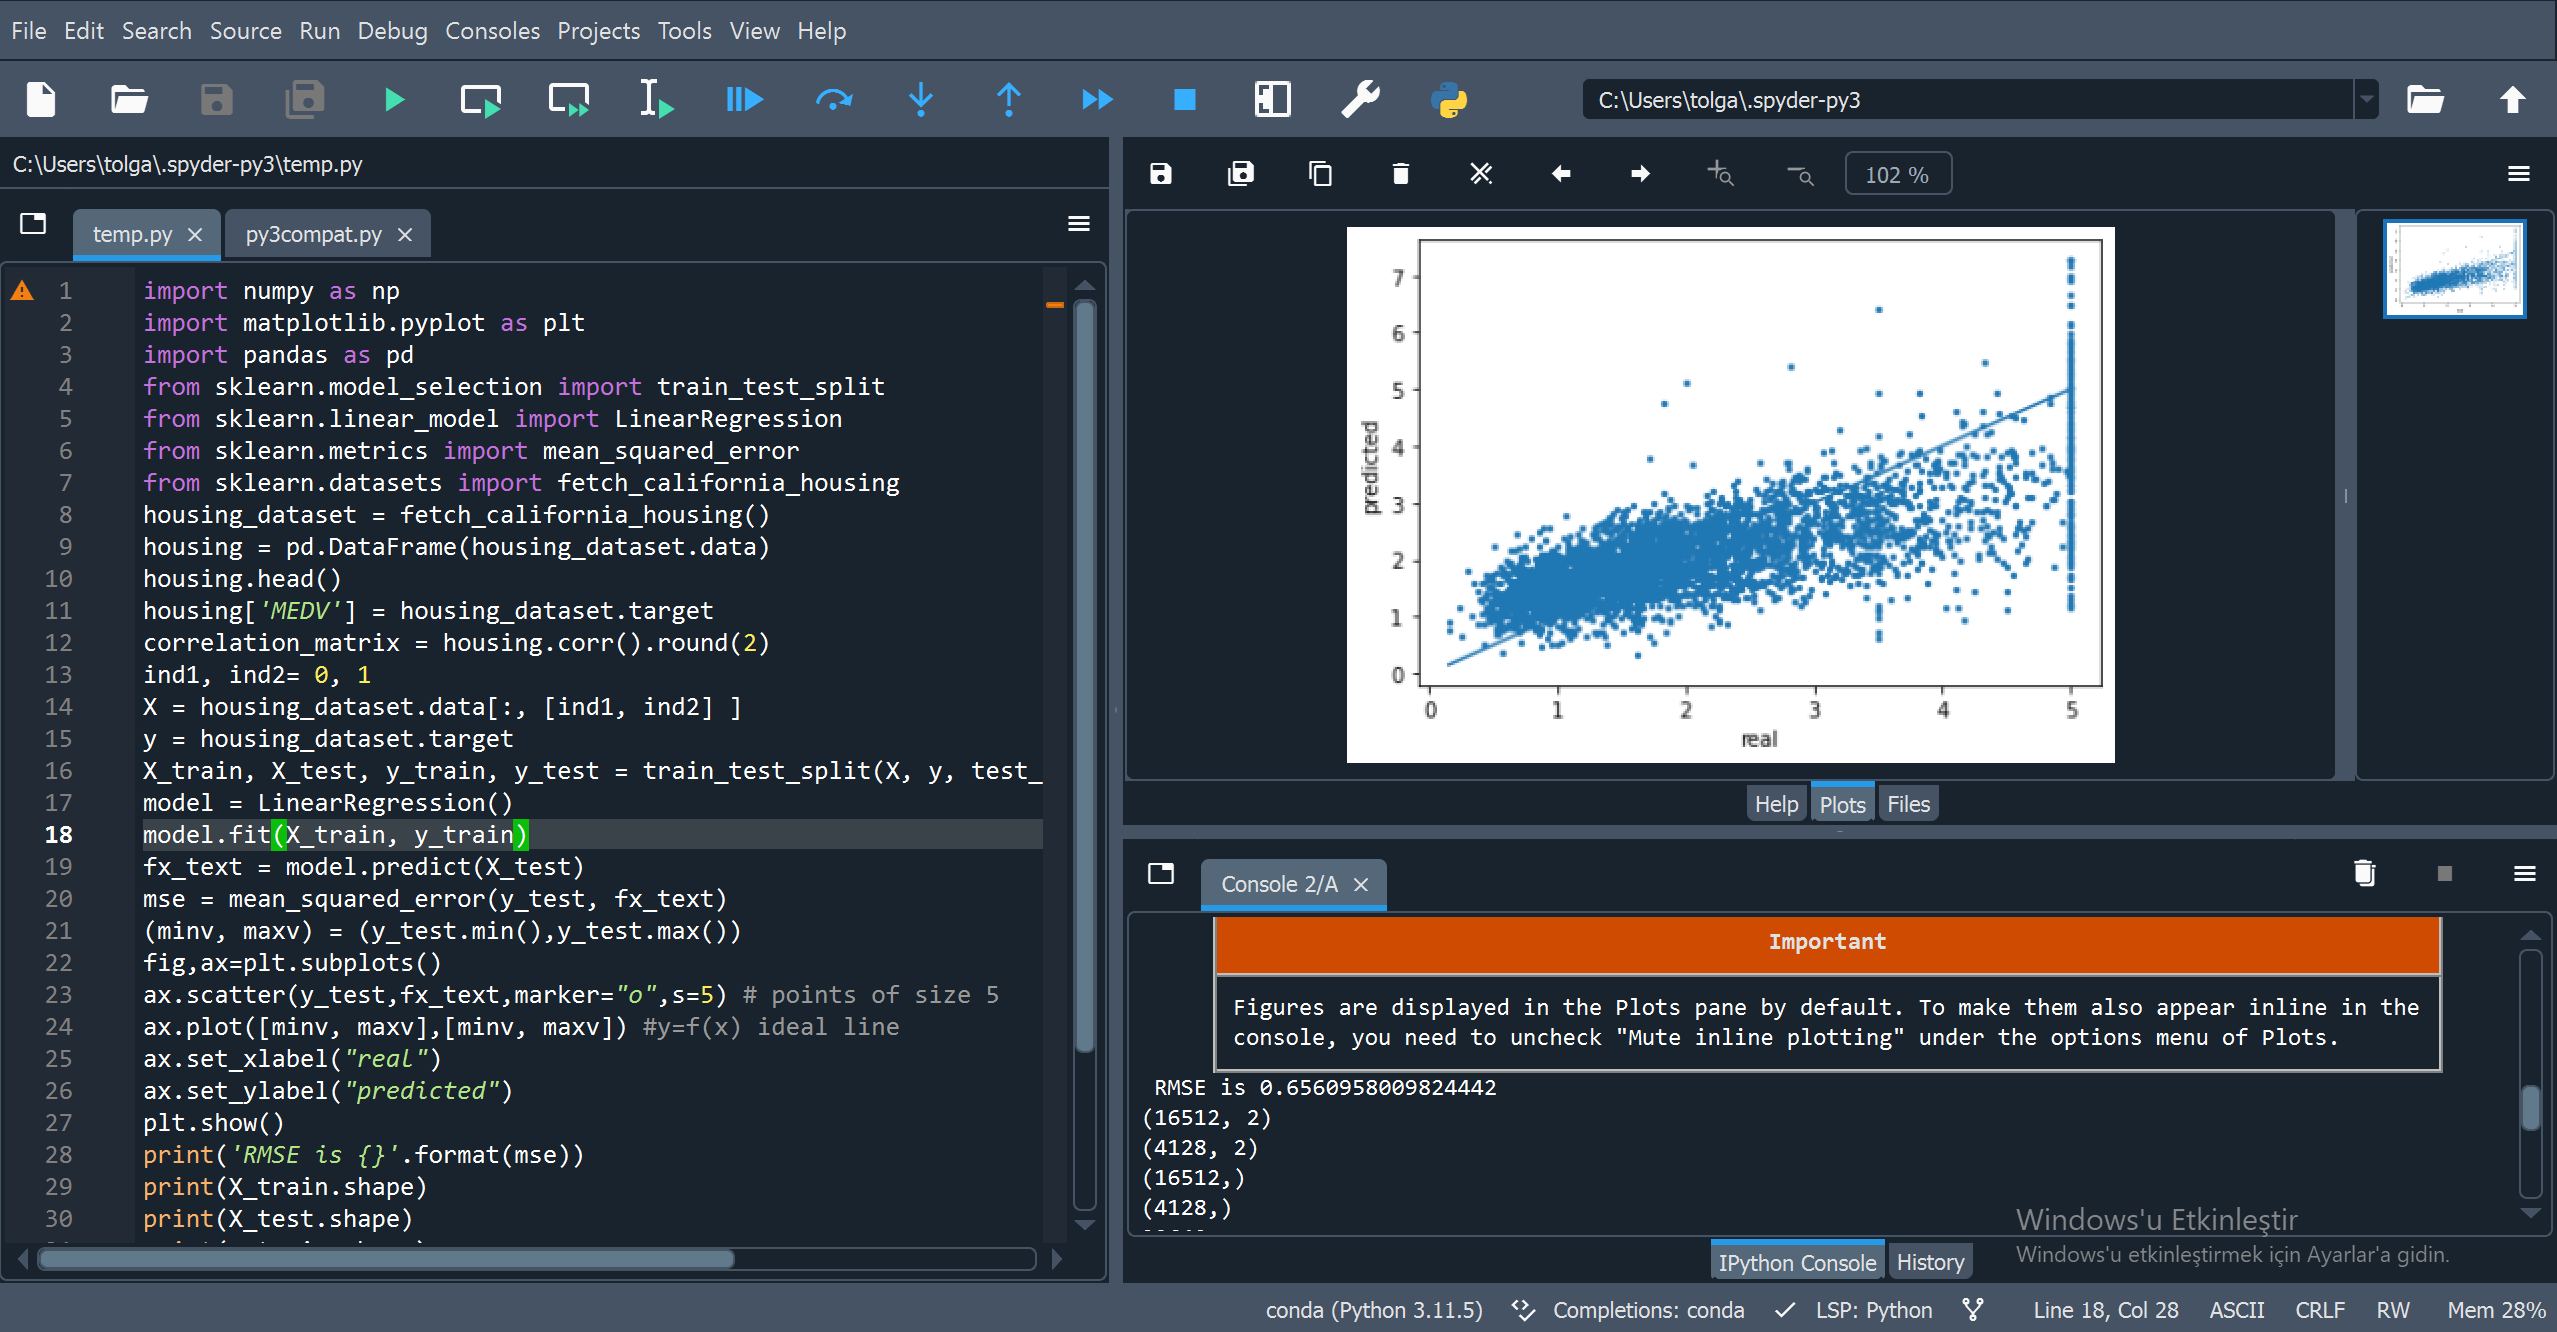 File Edit Search Source Run Debug Consoles Projects Tools View Help
C:\Users\tolga\.spyder-py3
C:\Users\tolga\.spyder-py3\temp.py
temp.py
py3compat.py
1 import numpy as np
2 import matplotlib.pyplot as plt
3 import pandas as pd
4 from sklearn.model_selection import train_test_split
5 from sklearn.linear_model import LinearRegression
6 from sklearn.metrics import mean_squared_error
7 from sklearn.datasets import fetch_california_housing
8 housing_dataset = fetch_california_housing()
9 housing = pd.DataFrame(housing_dataset.data)
10 housing.head()
11 housing['MEDV'] = housing_dataset.target
12 correlation_matrix = housing.corr().round(2)
13 ind1, ind2= 0, 1
14 X = housing_dataset.data[:, [ind1, ind2] ]
15 y = housing_dataset.target
16 X_train, X_test, y_train, y_test = train_test_split(X, y, test_
17 model = LinearRegression()
18 model.fit(X_train, y_train)
19 fx_text = model.predict(X_test)
20 mse = mean_squared_error(y_test, fx_text)
21 (minv, maxv) = (y_test.min(),y_test.max())
22 fig,ax=plt.subplots()
23 ax.scatter(y_test,fx_text,marker="o",s=5) # points of size 5
24 ax.plot([minv, maxv],[minv, maxv]) #y=f(x) ideal line
25 ax.set_xlabel("real")
26 ax.set_ylabel("predicted")
27 plt.show()
28 print('RMSE is {}'.format(mse))
29 print(X_train.shape)
30 print(X_test.shape)
102 %
7
6
5
4
3
2
1
0
predicted
0 1 2 3 4 5
real
Help Plots Files
Console 2/A
Important
Figures are displayed in the Plots pane by default. To make them also appear inline in the
console, you need to uncheck "Mute inline plotting" under the options menu of Plots.
RMSE is 0.6560958009824442
(16512, 2)
(4128, 2)
(16512,)
(4128,)
Windows'u Etkinleştir
Windows'u etkinleştirmek için Ayarlar'a gidin.
IPython Console History
conda (Python 3.11.5) Completions: conda LSP: Python Line 18, Col 28 ASCII CRLF RW Mem 28%